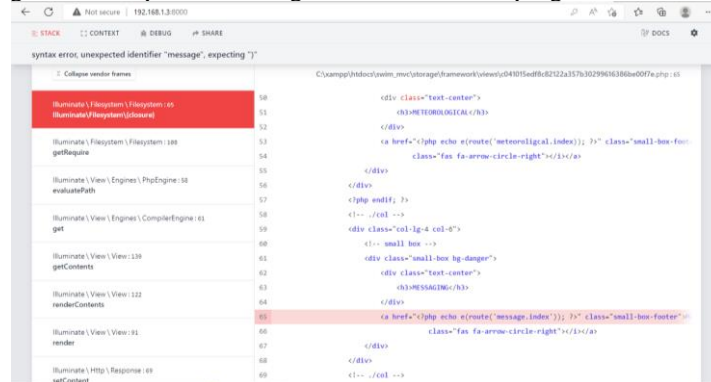 Not secure | 192.168.1.3:8000
STACK CONTEXT DEBUG SHARE DOCS
syntax error, unexpected identifier "message", expecting ")"
Collapse vendor frames
C:\xampp\htdocs\swim_mvc\storage\framework\views\c041015edf8c82122a357b30299616386be00f7e.php : 65
Illuminate \ Filesystem \ Filesystem : 65
Illuminate\Filesystem\{closure}
Illuminate \ Filesystem \ Filesystem : 108
getRequire
Illuminate \ View \ Engines \ PhpEngine : 58
evaluatePath
Illuminate \ View \ Engines \ CompilerEngine : 61
get
Illuminate \ View \ View : 139
getContents
Illuminate \ View \ View : 122
renderContents
Illuminate \ View \ View : 91
render
Illuminate \ Http \ Response : 69
setContent
50 <div class="text-center">
51 <h3>METEOROLOGICAL</h3>
52 </div>
53 <a href="<?php echo e(route('meteoroligcal.index)); ?>" class="small-box-foot
54 class="fas fa-arrow-circle-right"></i></a>
55 </div>
56 </div>
57 <?php endif; ?>
58 <!-- ./col -->
59 <div class="col-lg-4 col-6">
60 <!-- small box -->
61 <div class="small-box bg-danger">
62 <div class="text-center">
63 <h3>MESSAGING</h3>
64 </div>
65 <a href="<?php echo e(route('message.index')); ?>" class="small-box-footer"
66 class="fas fa-arrow-circle-right"></i></a>
67 </div>
68 </div>
69 <!-- ./col -->